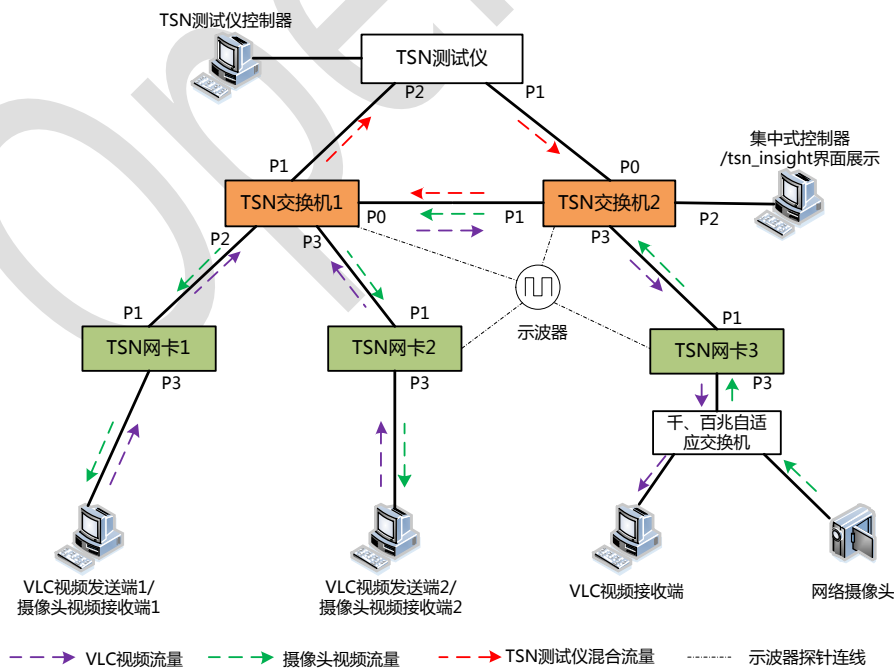 TSN测试仪控制器
TSN测试仪
P2
P1
集中式控制器
/tsn_insight界面展示
P1
P0
TSN交换机1
P0
P1
TSN交换机2
P2
P2
P3
P3
示波器
P1
P1
P1
TSN网卡1
TSN网卡2
TSN网卡3
P3
P3
P3
千、百兆自适
应交换机
VLC视频发送端1/
摄像头视频接收端1
VLC视频发送端2/
摄像头视频接收端2
VLC视频接收端
网络摄像头
VLC视频流量
摄像头视频流量
TSN测试仪混合流量
示波器探针连线